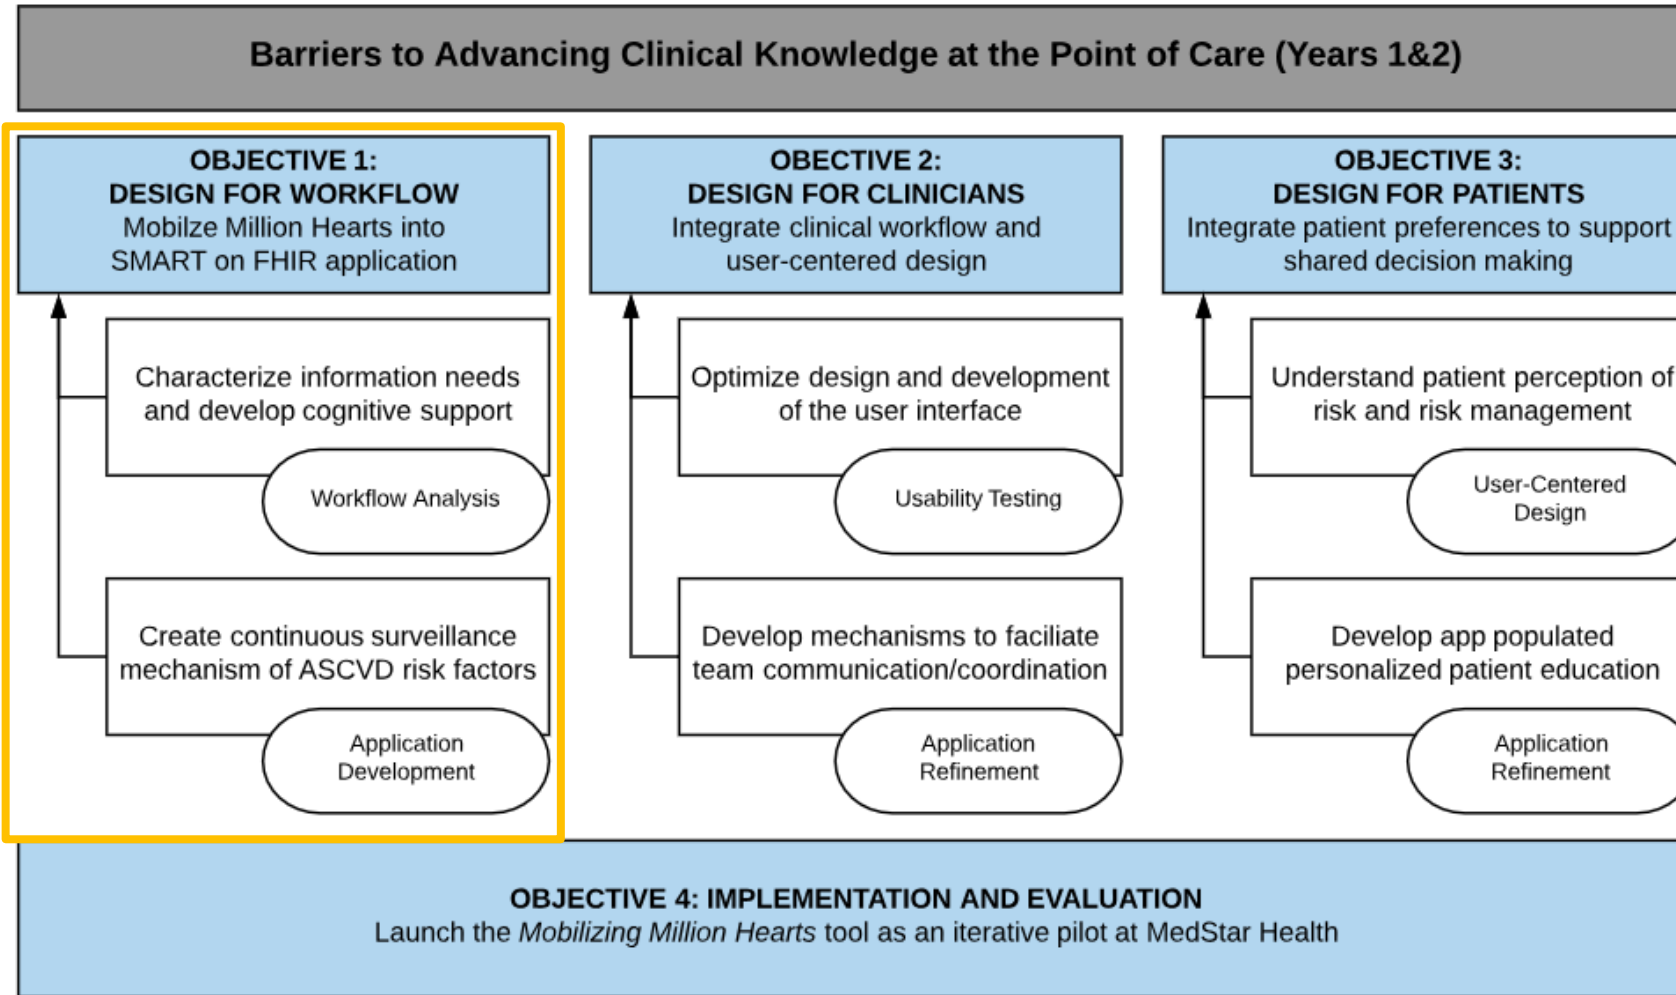 Barriers to Advancing Clinical Knowledge at the Point of Care (Years 1&2)
OBJECTIVE 1:
DESIGN FOR WORKFLOW
Mobilze Million Hearts into
SMART on FHIR application
Characterize information needs
and develop cognitive support
Workflow Analysis
Create continuous surveillance
mechanism of ASCVD risk factors
Application
Development
OBECTIVE 2:
DESIGN FOR CLINICIANS
Integrate clinical workflow and
user-centered design
Optimize design and development
of the user interface
Usability Testing
Develop mechanisms to faciliate
team communication/coordination
Application
Refinement
OBJECTIVE 3:
DESIGN FOR PATIENTS
Integrate patient preferences to support
shared decision making
Understand patient perception of
risk and risk management
User-Centered
Design
Develop app populated
personalized patient education
Application
Refinement
OBJECTIVE 4: IMPLEMENTATION AND EVALUATION
Launch the Mobilizing Million Hearts tool as an iterative pilot at MedStar Health